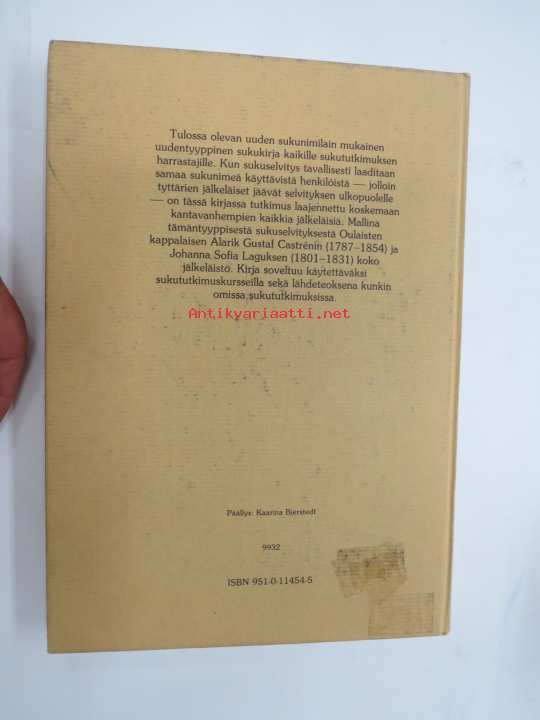 Tulossa olevan uuden sukunimilain mukainen
uudentyyppinen sukukirja kaikille sukututkimuksen
harrastajille. Kun sukuselvitys tavallisesti laaditaan
samaa sukunimeä käyttävistä henkilöistä — jolloin
tyttärien jälkeläiset jäävät selvityksen ulkopuolelle
— on tässä kirjassa tutkimus laajennettu koskemaan
kantavanhempien kaikkia jälkeläisiä. Mallina
tämäntyyppisestä sukuselvityksestä Oulaisten
kappalaisen Alarik Gustaf Castrénin (1787–1854) ja
Johanna Sofia Laguksen (1801–1831) koko
jälkeläistö. Kirja soveltuu käytettäväksi
sukututkimuskursseilla sekä lähdeteoksena kunkin
omissa sukututkimuksissa.
Antikvariaatti.net
Päällys: Kaarina Bierstedt
9932
ISBN 951-0-11454-5